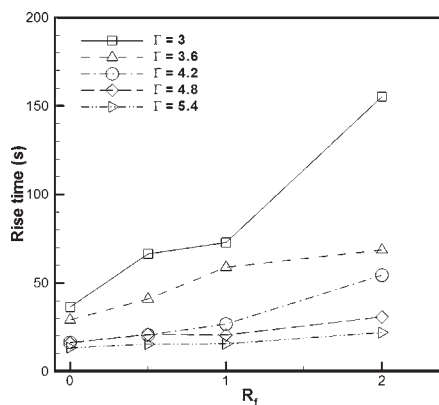 200
150
100
50
0
Rise time (s)
Γ = 3
Γ = 3.6
Γ = 4.2
Γ = 4.8
Γ = 5.4
0 1 2
R_f